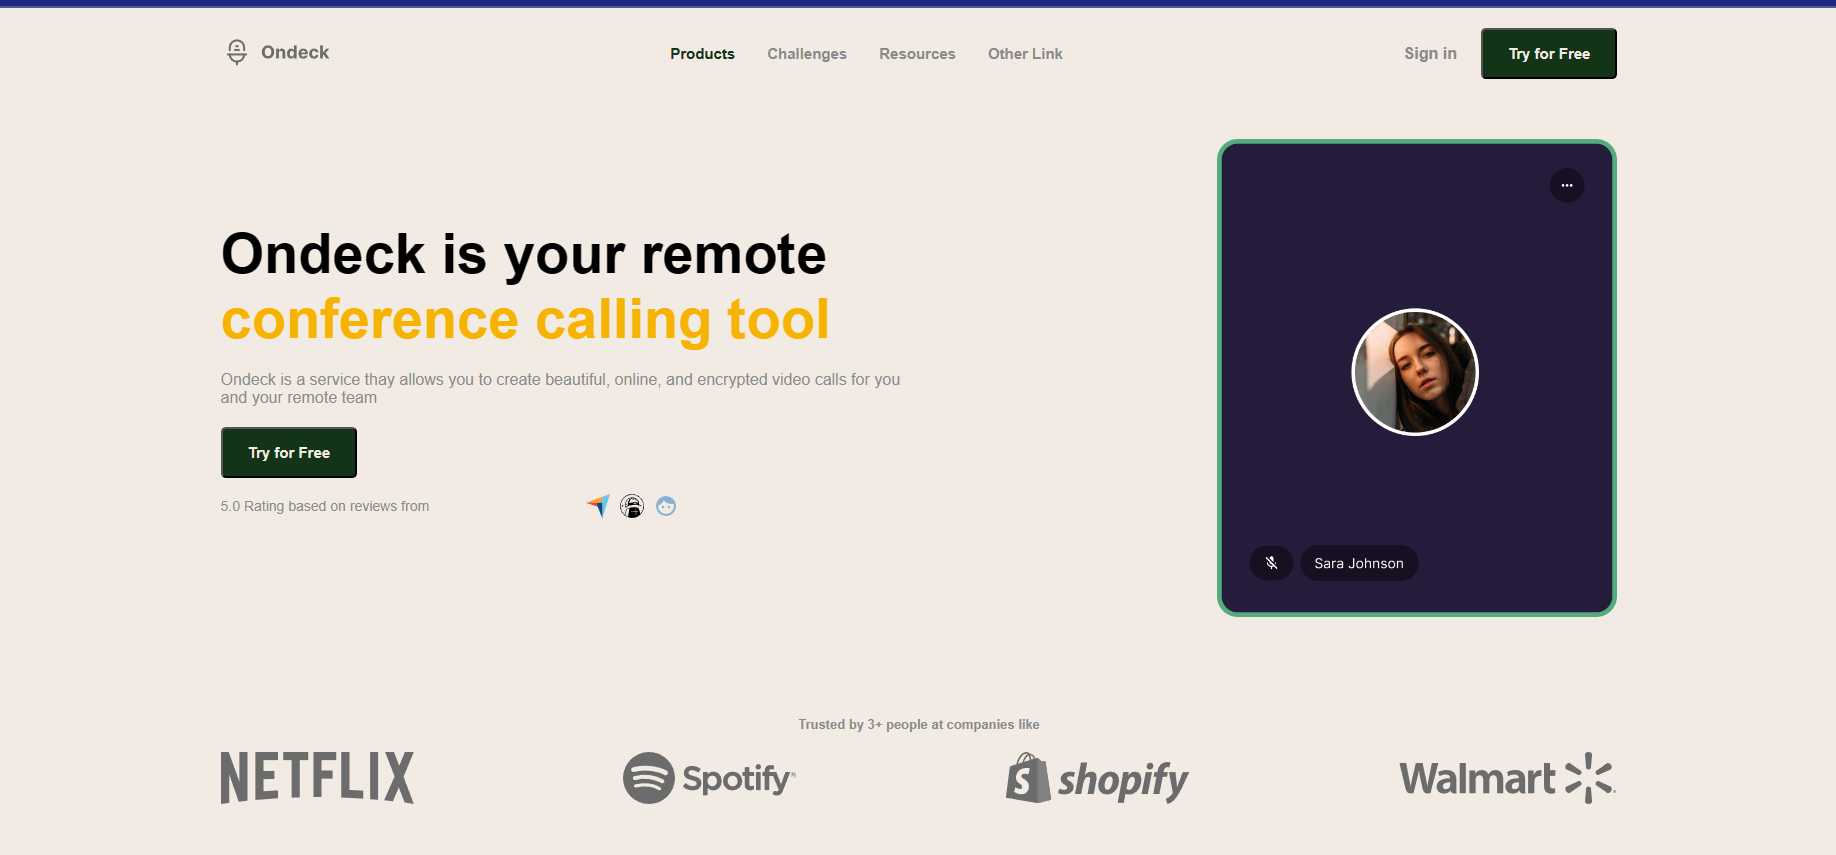 Ondeck
Products Challenges Resources Other Link
Sign in
Try for Free
Ondeck is your remote
conference calling tool
Ondeck is a service thay allows you to create beautiful, online, and encrypted video calls for you
and your remote team
Try for Free
5.0 Rating based on reviews from
Sara Johnson
Trusted by 3+ people at companies like
NETFLIX
Spotify
shopify
Walmart